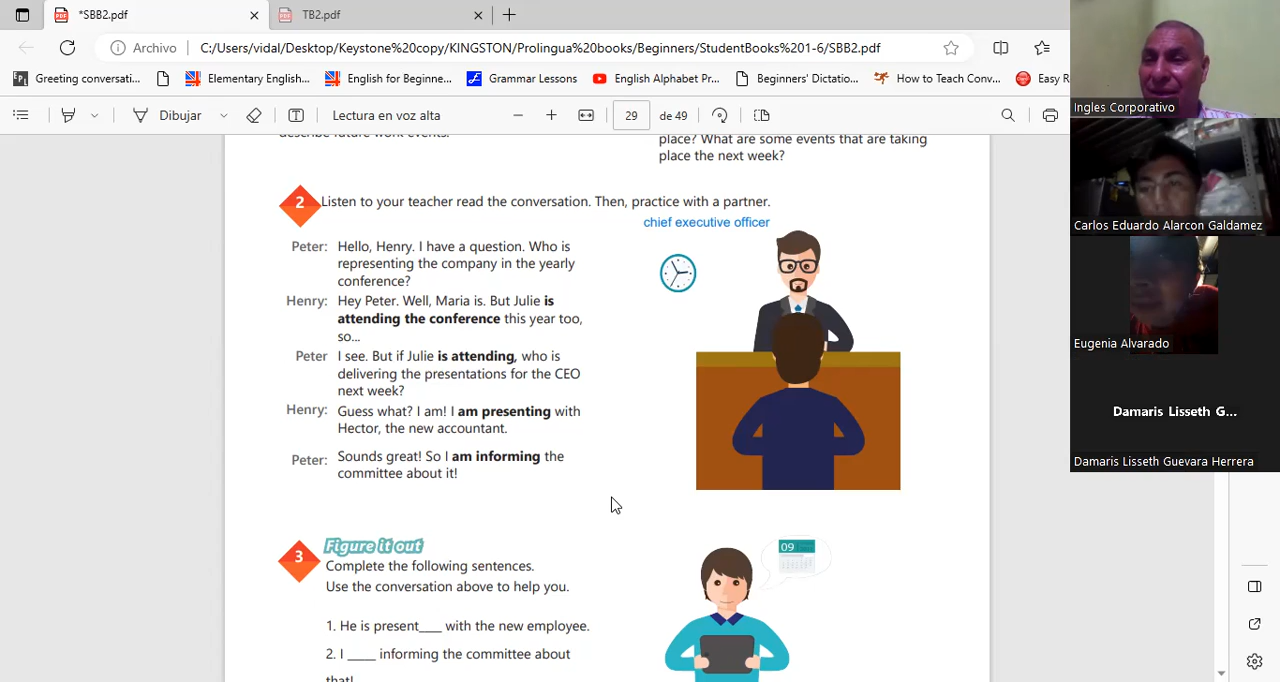 *SBB2.pdf
TB2.pdf
Archivo
C:/Users/vidal/Desktop/Keystone%20copy/KINGSTON/Prolingua%20books/Beginners/StudentBooks%201-6/SBB2.pdf
Greeting conversati...
Elementary English...
English for Beginne...
Grammar Lessons
English Alphabet Pr...
Beginners' Dictatio...
How to Teach Conv...
Easy R
Dibujar
Lectura en voz alta
29
de 49
describe future work events.
place? What are some events that are taking
place the next week?
2
Listen to your teacher read the conversation. Then, practice with a partner.
chief executive officer
Peter: Hello, Henry. I have a question. Who is
representing the company in the yearly
conference?
Henry: Hey Peter. Well, Maria is. But Julie is
attending the conference this year too,
so...
Peter I see. But if Julie is attending, who is
delivering the presentations for the CEO
next week?
Henry: Guess what? I am! I am presenting with
Hector, the new accountant.
Peter: Sounds great! So I am informing the
committee about it!
3
Figure it out
Complete the following sentences.
Use the conversation above to help you.
1. He is present___ with the new employee.
2. I ____ informing the committee about
that!
09
Ingles Corporativo
Carlos Eduardo Alarcon Galdamez
Eugenia Alvarado
Damaris Lisseth G...
Damaris Lisseth Guevara Herrera